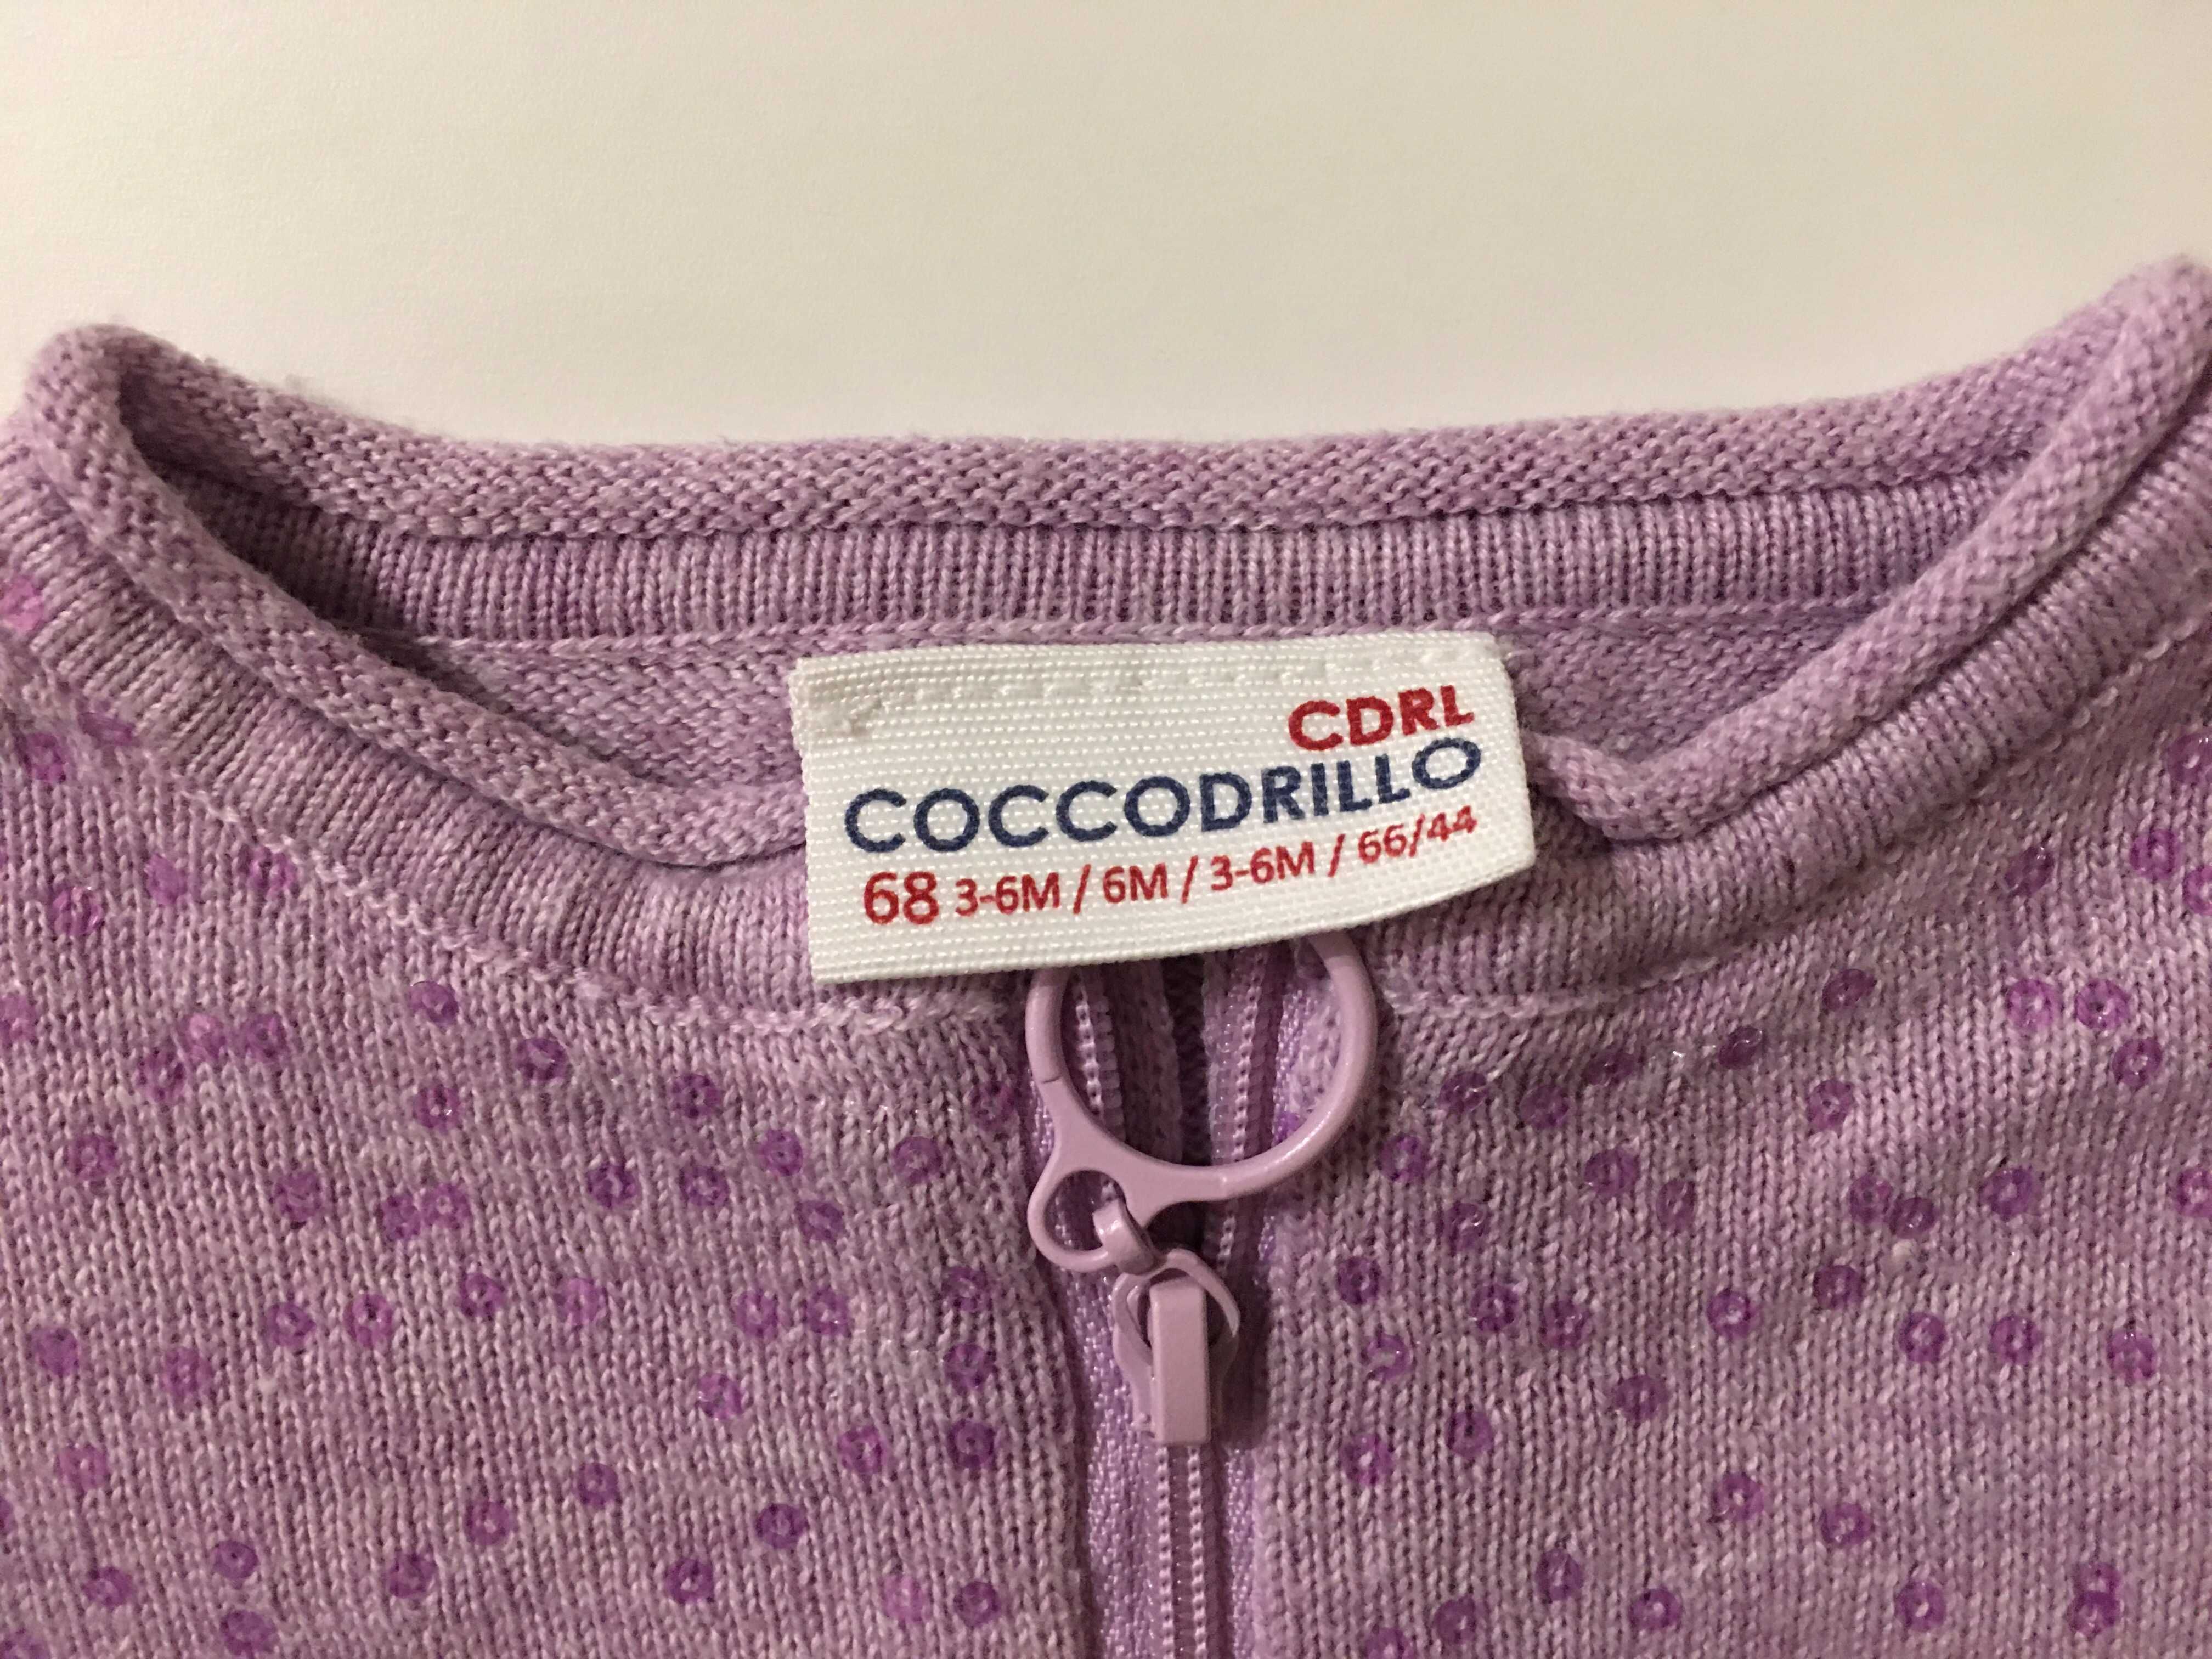 CDRL
COCCODRILLO
68 3-6M / 6M / 3-6M / 66/44